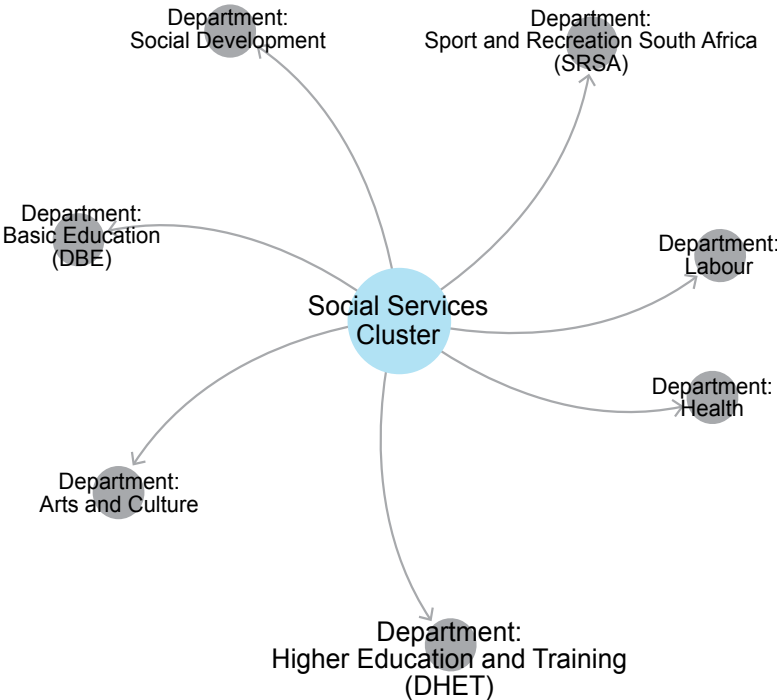 Department:
Social Development
Department:
Sport and Recreation South Africa
(SRSA)
Department:
Basic Education
(DBE)
Department:
Labour
Social Services
Cluster
Department:
Health
Department:
Arts and Culture
Department:
Higher Education and Training
(DHET)